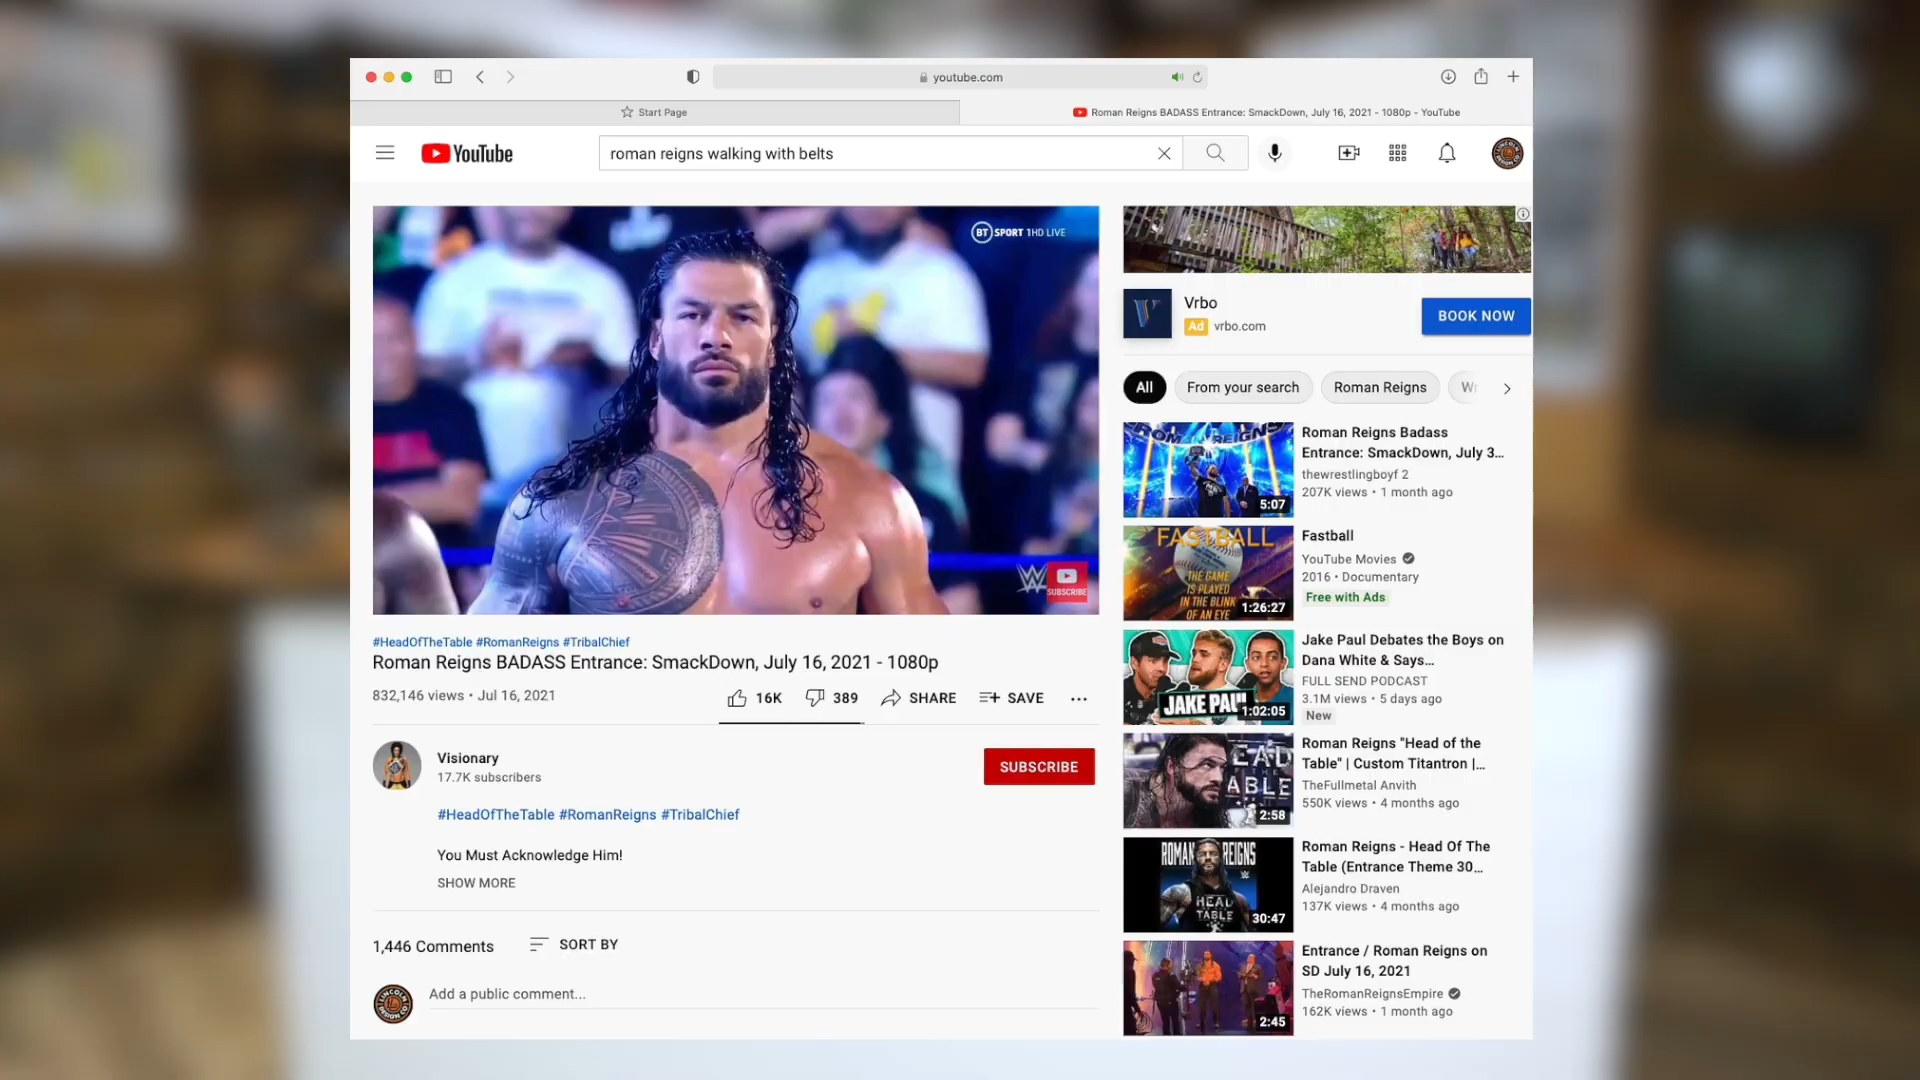 youtube.com
Start Page
Roman Reigns BADASS Entrance: SmackDown, July 16, 2021 - 1080p - YouTube
YouTube
roman reigns walking with belts
BT SPORT 1HD LIVE
SUBSCRIBE
#HeadOfTheTable #RomanReigns #TribalChief
Roman Reigns BADASS Entrance: SmackDown, July 16, 2021 - 1080p
832,146 views • Jul 16, 2021
16K
389
SHARE
SAVE
Visionary
17.7K subscribers
SUBSCRIBE
#HeadOfTheTable #RomanReigns #TribalChief
You Must Acknowledge Him!
SHOW MORE
1,446 Comments
SORT BY
Add a public comment...
Vrbo
Ad vrbo.com
BOOK NOW
All
From your search
Roman Reigns
ROMAN REIGNS
5:07
Roman Reigns Badass
Entrance: SmackDown, July 3...
thewrestlingboyf 2
207K views • 1 month ago
FASTBALL
THE GAME
IS PLAYED
IN THE BLINK
OF AN EYE
1:26:27
Fastball
YouTube Movies
2016 • Documentary
Free with Ads
JAKE PAUL
1:02:05
Jake Paul Debates the Boys on
Dana White & Says...
FULL SEND PODCAST
3.1M views • 5 days ago
New
EAD
THE
ABLE
2:58
Roman Reigns "Head of the
Table" | Custom Titantron |...
TheFullmetal Anvith
550K views • 4 months ago
ROMAN REIGNS
HEAD
TABLE
30:47
Roman Reigns - Head Of The
Table (Entrance Theme 30...
Alejandro Draven
137K views • 4 months ago
2:45
Entrance / Roman Reigns on
SD July 16, 2021
TheRomanReignsEmpire
162K views • 1 month ago